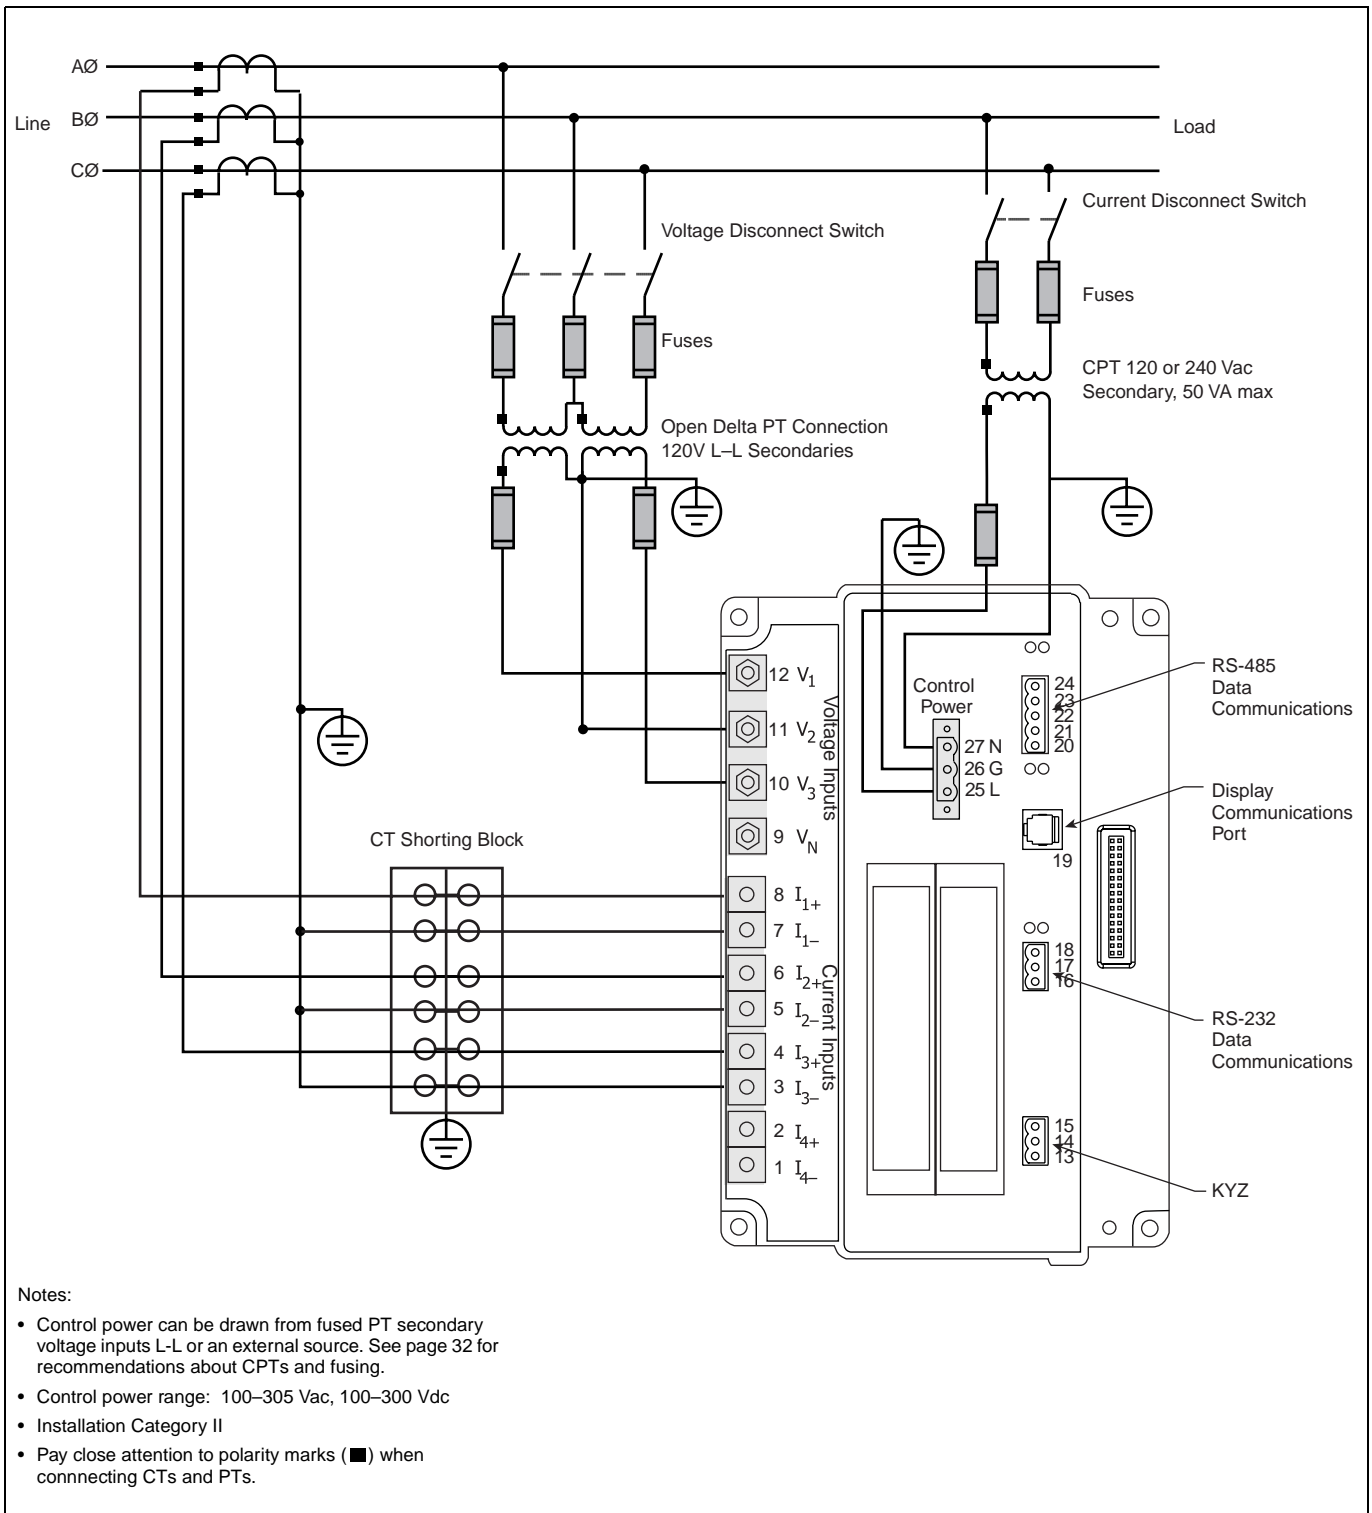 AØ
Line BØ
CØ
Load
Current Disconnect Switch
Voltage Disconnect Switch
Fuses
Fuses
CPT 120 or 240 Vac
Secondary, 50 VA max
Open Delta PT Connection
120V L–L Secondaries
Control
Power
27 N
26 G
25 L
24
23
22
21
20
RS-485
Data
Communications
12 V1
11 V2
10 V3
9 VN
Voltage Inputs
Display
Communications
Port
19
CT Shorting Block
8 I1+
7 I1–
6 I2+
5 I2–
4 I3+
3 I3–
2 I4+
1 I4–
Current Inputs
18
17
16
RS-232
Data
Communications
15
14
13
KYZ
Notes:
• Control power can be drawn from fused PT secondary
voltage inputs L-L or an external source. See page 32 for
recommendations about CPTs and fusing.
• Control power range: 100–305 Vac, 100–300 Vdc
• Installation Category II
• Pay close attention to polarity marks (■) when
connnecting CTs and PTs.